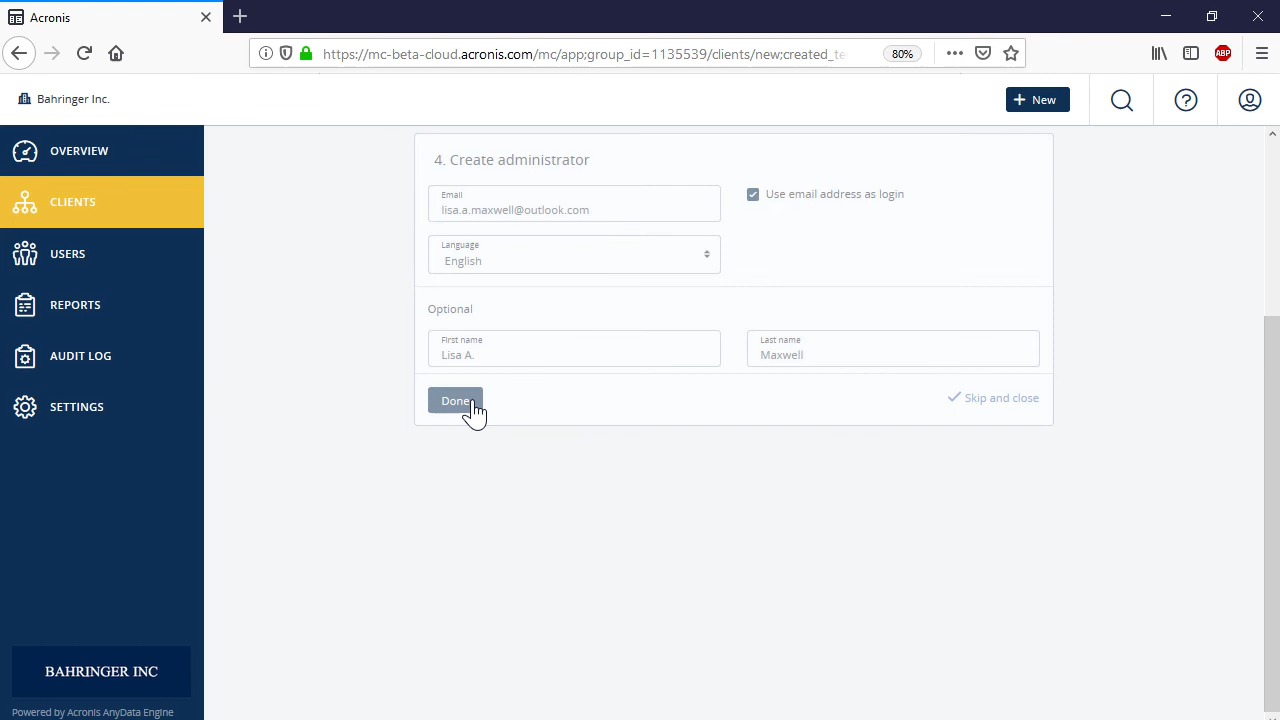 Acronis
https://mc-beta-cloud.acronis.com/mc/app;group_id=1135539/clients/new;created_te
80%
ABP
Bahringer Inc.
+ New
OVERVIEW
CLIENTS
USERS
REPORTS
AUDIT LOG
SETTINGS
4. Create administrator
Email
lisa.a.maxwell@outlook.com
Use email address as login
Language
English
Optional
First name
Lisa A.
Last name
Maxwell
Done
Skip and close
BAHRINGER INC
Powered by Acronis AnyData Engine